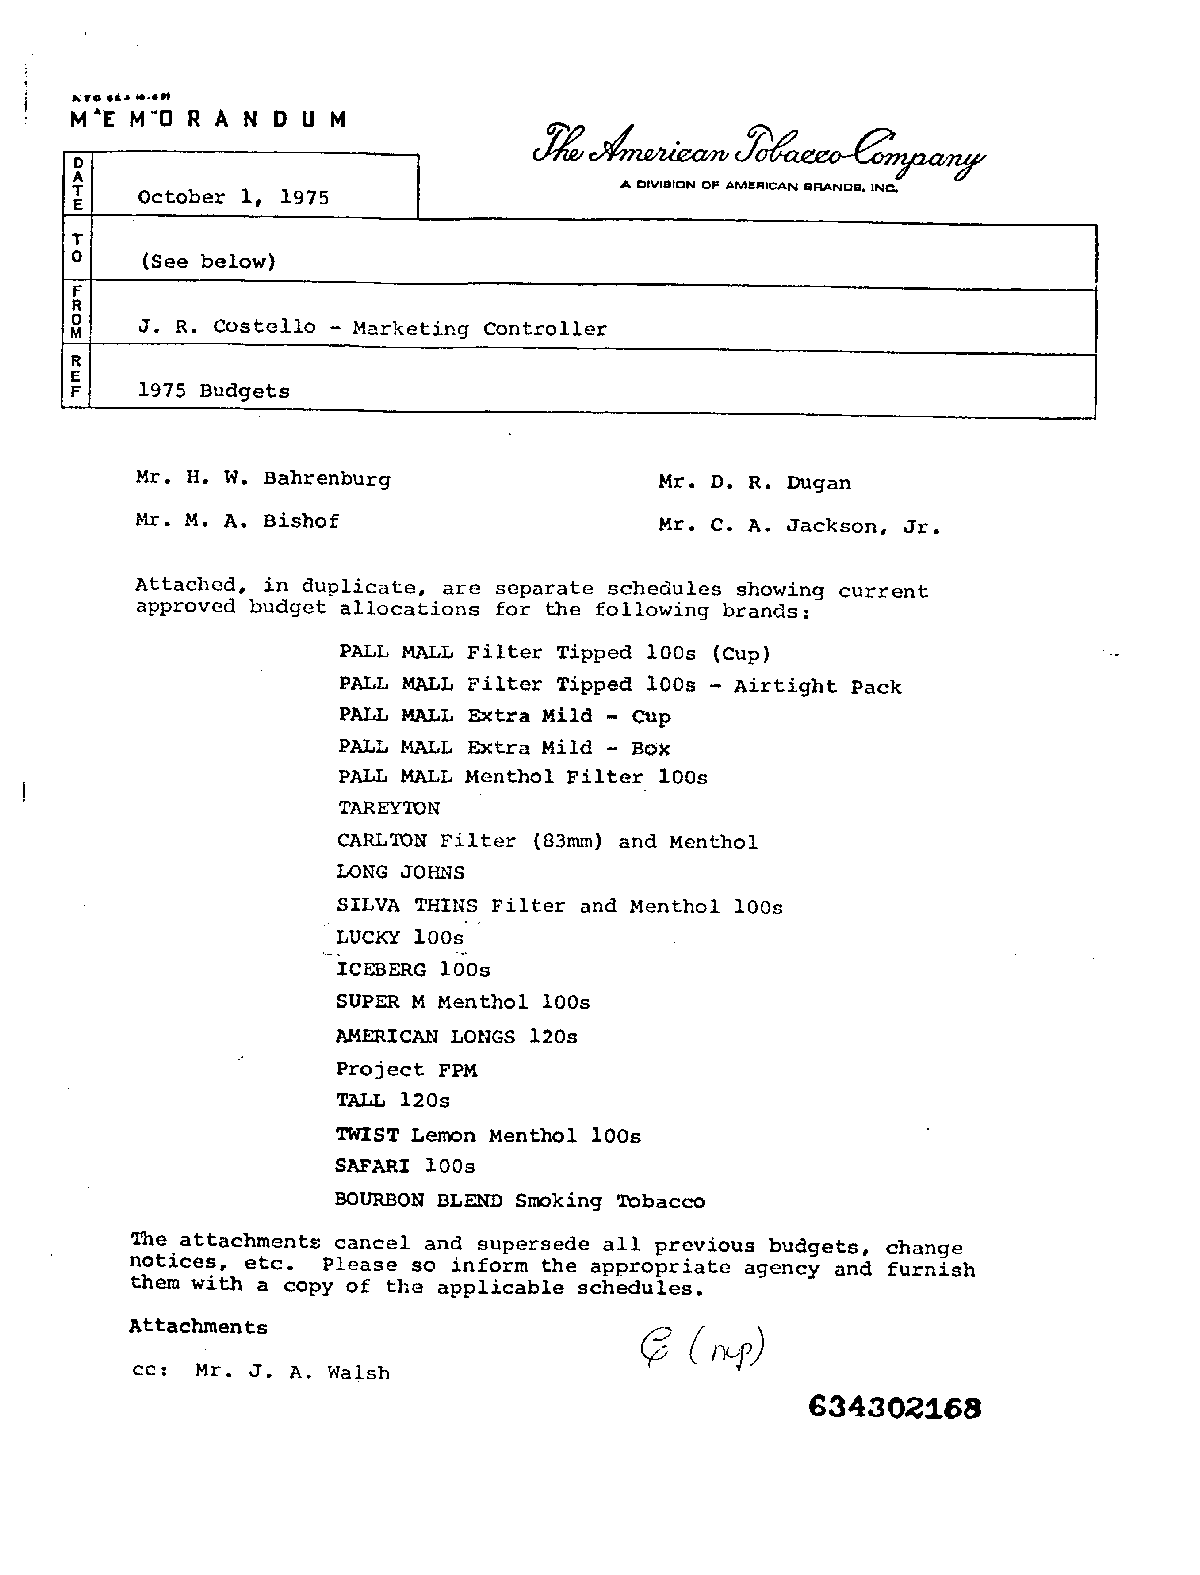 MEMORANDUM
The American Tobacco Company
A DIVISION OF AMERICAN BRANDS, INC.
DATE
October 1, 1975
TO
(See below)
FROM
J. R. Costello - Marketing Controller
REF
1975 Budgets
Mr. H. W. Bahrenburg Mr. D. R. Dugan
Mr. M. A. Bishof Mr. C. A. Jackson, Jr.
Attached, in duplicate, are separate schedules showing current
approved budget allocations for the following brands:
PALL MALL Filter Tipped 100s (Cup)
PALL MALL Filter Tipped 100s - Airtight Pack
PALL MALL Extra Mild - Cup
PALL MALL Extra Mild - Box
PALL MALL Menthol Filter 100s
TAREYTON
CARLTON Filter (83mm) and Menthol
LONG JOHNS
SILVA THINS Filter and Menthol 100s
LUCKY 100s
ICEBERG 100s
SUPER M Menthol 100s
AMERICAN LONGS 120s
Project FPM
TALL 120s
TWIST Lemon Menthol 100s
SAFARI 100s
BOURBON BLEND Smoking Tobacco
The attachments cancel and supersede all previous budgets, change
notices, etc. Please so inform the appropriate agency and furnish
them with a copy of the applicable schedules.
Attachments
cc: Mr. J. A. Walsh
634302168